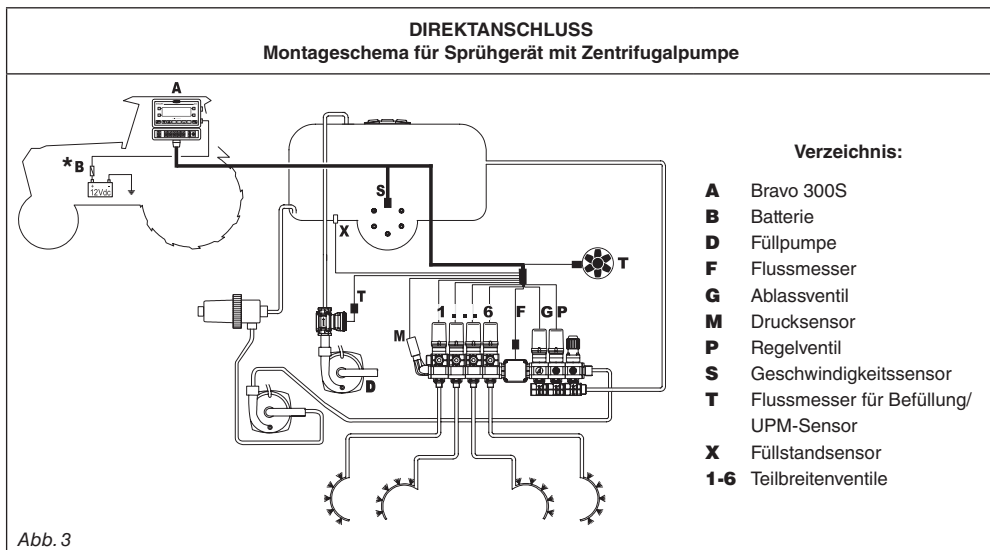 DIREKTANSCHLUSS
Montageschema für Sprühgerät mit Zentrifugalpumpe
A
*B
12Vdc
S
X
T
T
1...6
F
G P
M
D
Verzeichnis:
A Bravo 300S
B Batterie
D Füllpumpe
F Flussmesser
G Ablassventil
M Drucksensor
P Regelventil
S Geschwindigkeitssensor
T Flussmesser für Befüllung/
UPM-Sensor
X Füllstandsensor
1-6 Teilbreitenventile
Abb. 3